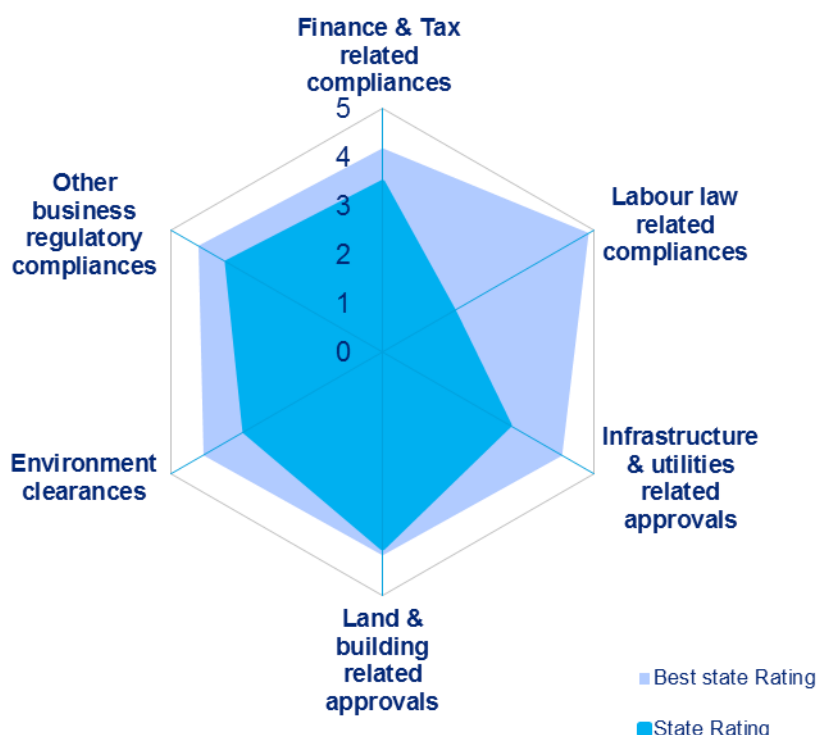 Finance & Tax
related
compliances
5
4
3
2
1
0
Labour law
related
compliances
Infrastructure
& utilities
related
approvals
Land &
building
related
approvals
Environment
clearances
Other
business
regulatory
compliances
Best state Rating
State Rating